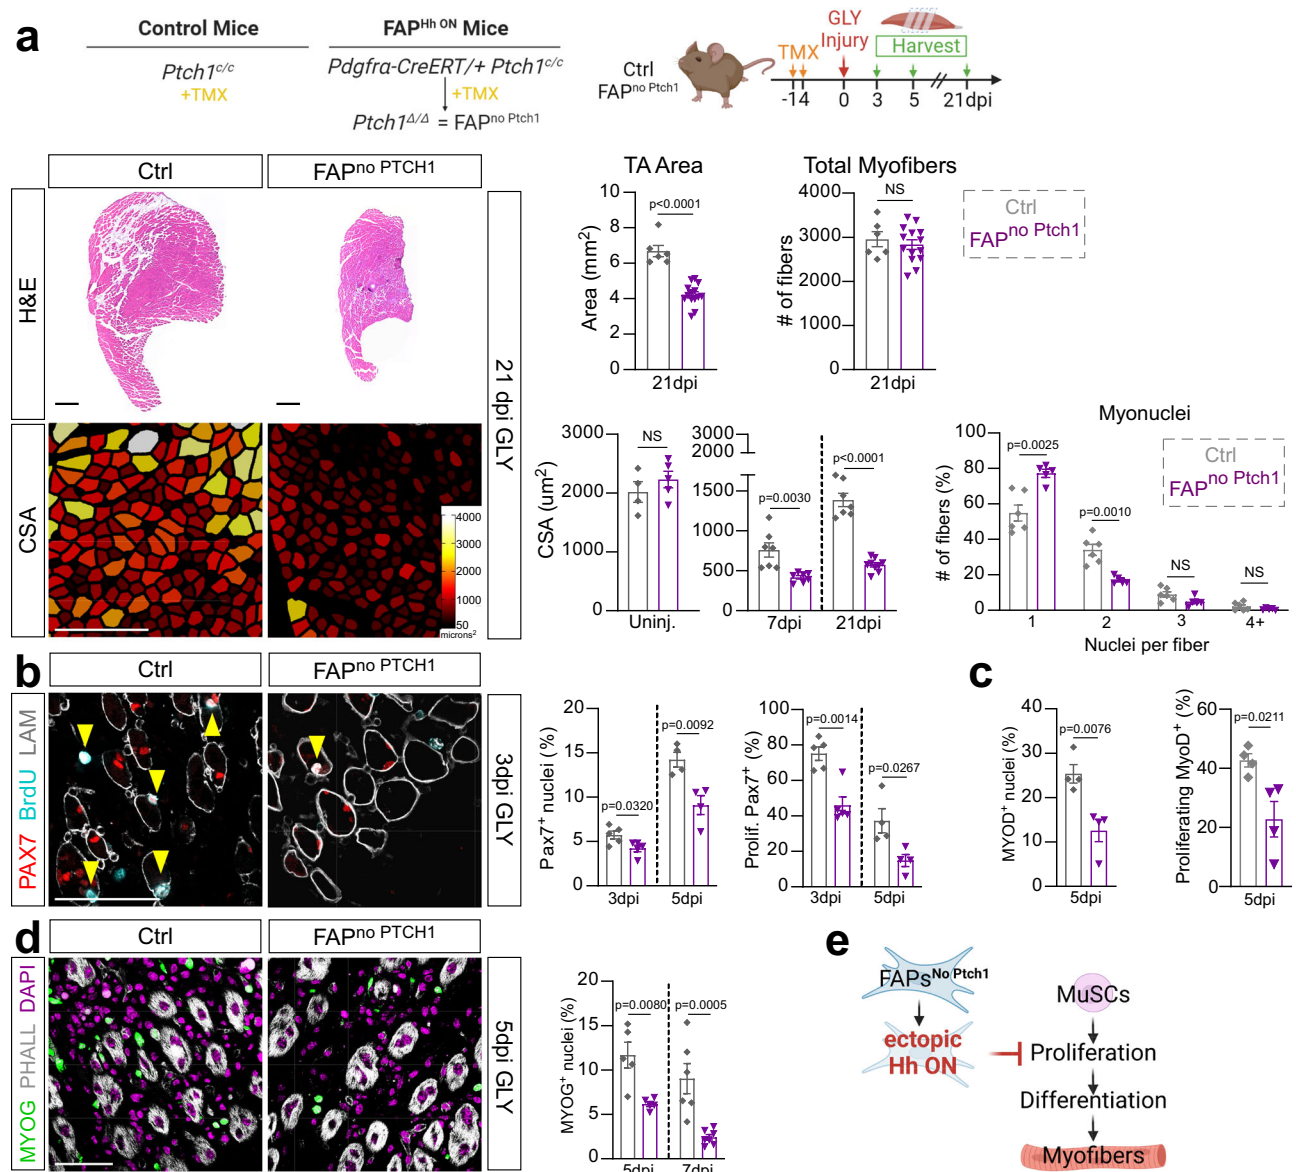 a
Control Mice
Ptch1c/c
+TMX
FAPHh ON Mice
Pdgfrα-CreERT/+ Ptch1c/c
+TMX
Ptch1Δ/Δ = FAPno Ptch1
Ctrl
FAPno Ptch1
TMX
GLY
Injury
Harvest
-14 0 3 5 21dpi
Ctrl
FAPno PTCH1
H&E
CSA
21 dpi GLY
4000
3000
2000
1000
50
microns2
TA Area
Area (mm2)
10
8
6
4
2
0
p<0.0001
21dpi
Total Myofibers
# of fibers
4000
3000
2000
1000
0
NS
21dpi
Ctrl
FAPno Ptch1
CSA (um2)
3000
2000
1000
0
NS
Uninj.
3000
2000
1500
1000
500
0
p=0.0030
p<0.0001
7dpi 21dpi
Myonuclei
# of fibers (%)
100
80
60
40
20
0
p=0.0025
p=0.0010
NS
NS
1 2 3 4+
Nuclei per fiber
Ctrl
FAPno Ptch1
b
Ctrl
FAPno PTCH1
PAX7 BrdU LAM
3dpi GLY
Pax7+ nuclei (%)
20
15
10
5
0
p=0.0320
p=0.0092
3dpi 5dpi
Prolif. Pax7+ (%)
100
80
60
40
20
0
p=0.0014
p=0.0267
3dpi 5dpi
c
MYOD+ nuclei (%)
40
30
20
10
0
p=0.0076
5dpi
Proliferating MyoD+ (%)
60
40
20
0
p=0.0211
5dpi
d
Ctrl
FAPno PTCH1
MYOG PHALL DAPI
5dpi GLY
MYOG+ nuclei (%)
20
15
10
5
0
p=0.0080
p=0.0005
5dpi 7dpi
e
FAPsNo Ptch1
ectopic
Hh ON
MuSCs
Proliferation
Differentiation
Myofibers